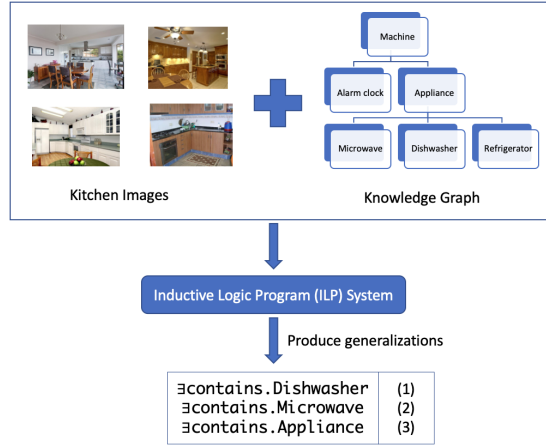 Machine
Alarm clock
Appliance
Microwave
Dishwasher
Refrigerator
Kitchen Images
Knowledge Graph
Inductive Logic Program (ILP) System
Produce generalizations
∃contains.Dishwasher (1)
∃contains.Microwave (2)
∃contains.Appliance (3)